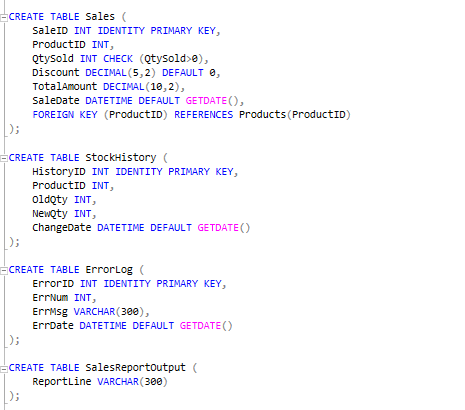 CREATE TABLE Sales (
SaleID INT IDENTITY PRIMARY KEY,
ProductID INT,
QtySold INT CHECK (QtySold>0),
Discount DECIMAL(5,2) DEFAULT 0,
TotalAmount DECIMAL(10,2),
SaleDate DATETIME DEFAULT GETDATE(),
FOREIGN KEY (ProductID) REFERENCES Products(ProductID)
);
CREATE TABLE StockHistory (
HistoryID INT IDENTITY PRIMARY KEY,
ProductID INT,
OldQty INT,
NewQty INT,
ChangeDate DATETIME DEFAULT GETDATE()
);
CREATE TABLE ErrorLog (
ErrorID INT IDENTITY PRIMARY KEY,
ErrNum INT,
ErrMsg VARCHAR(300),
ErrDate DATETIME DEFAULT GETDATE()
);
CREATE TABLE SalesReportOutput (
ReportLine VARCHAR(300)
);